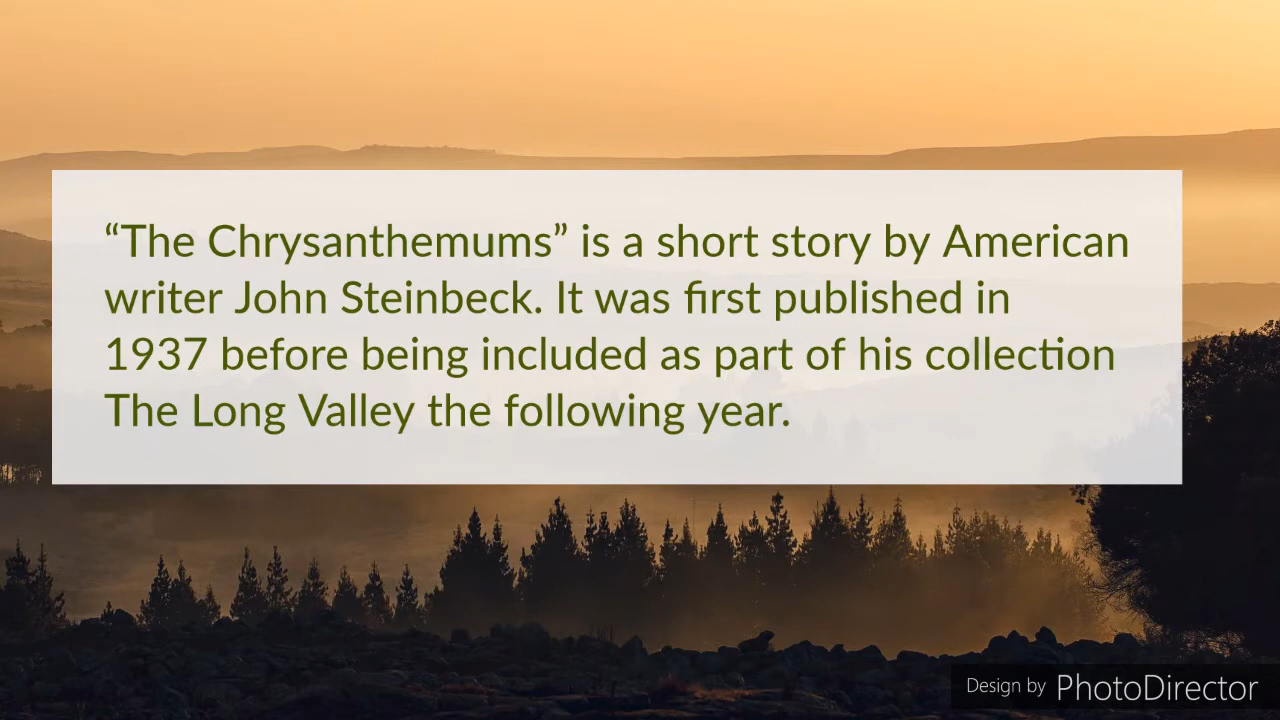 “The Chrysanthemums” is a short story by American
writer John Steinbeck. It was first published in
1937 before being included as part of his collection
The Long Valley the following year.
Design by PhotoDirector